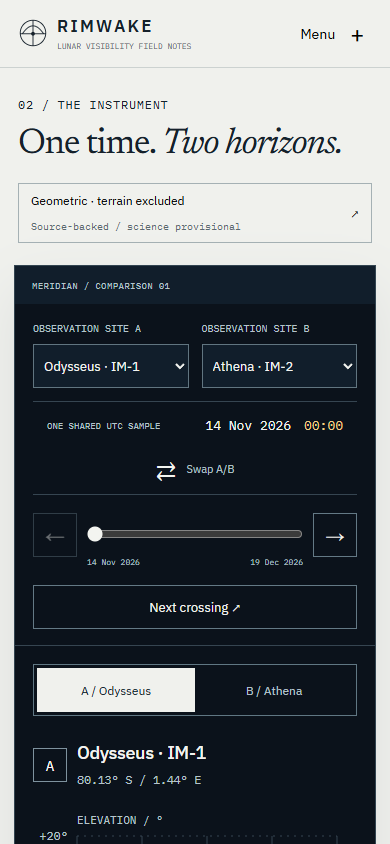 RIMWAKE
LUNAR VISIBILITY FIELD NOTES
Menu +
02 / THE INSTRUMENT
One time. Two horizons.
Geometric · terrain excluded
Source-backed / science provisional
↗
MERIDIAN / COMPARISON 01
OBSERVATION SITE A
OBSERVATION SITE B
Odysseus · IM-1
Athena · IM-2
ONE SHARED UTC SAMPLE
14 Nov 2026 00:00
⇄ Swap A/B
← →
14 Nov 2026
19 Dec 2026
Next crossing ↗
A / Odysseus
B / Athena
A
Odysseus · IM-1
80.13° S / 1.44° E
ELEVATION / °
+20°